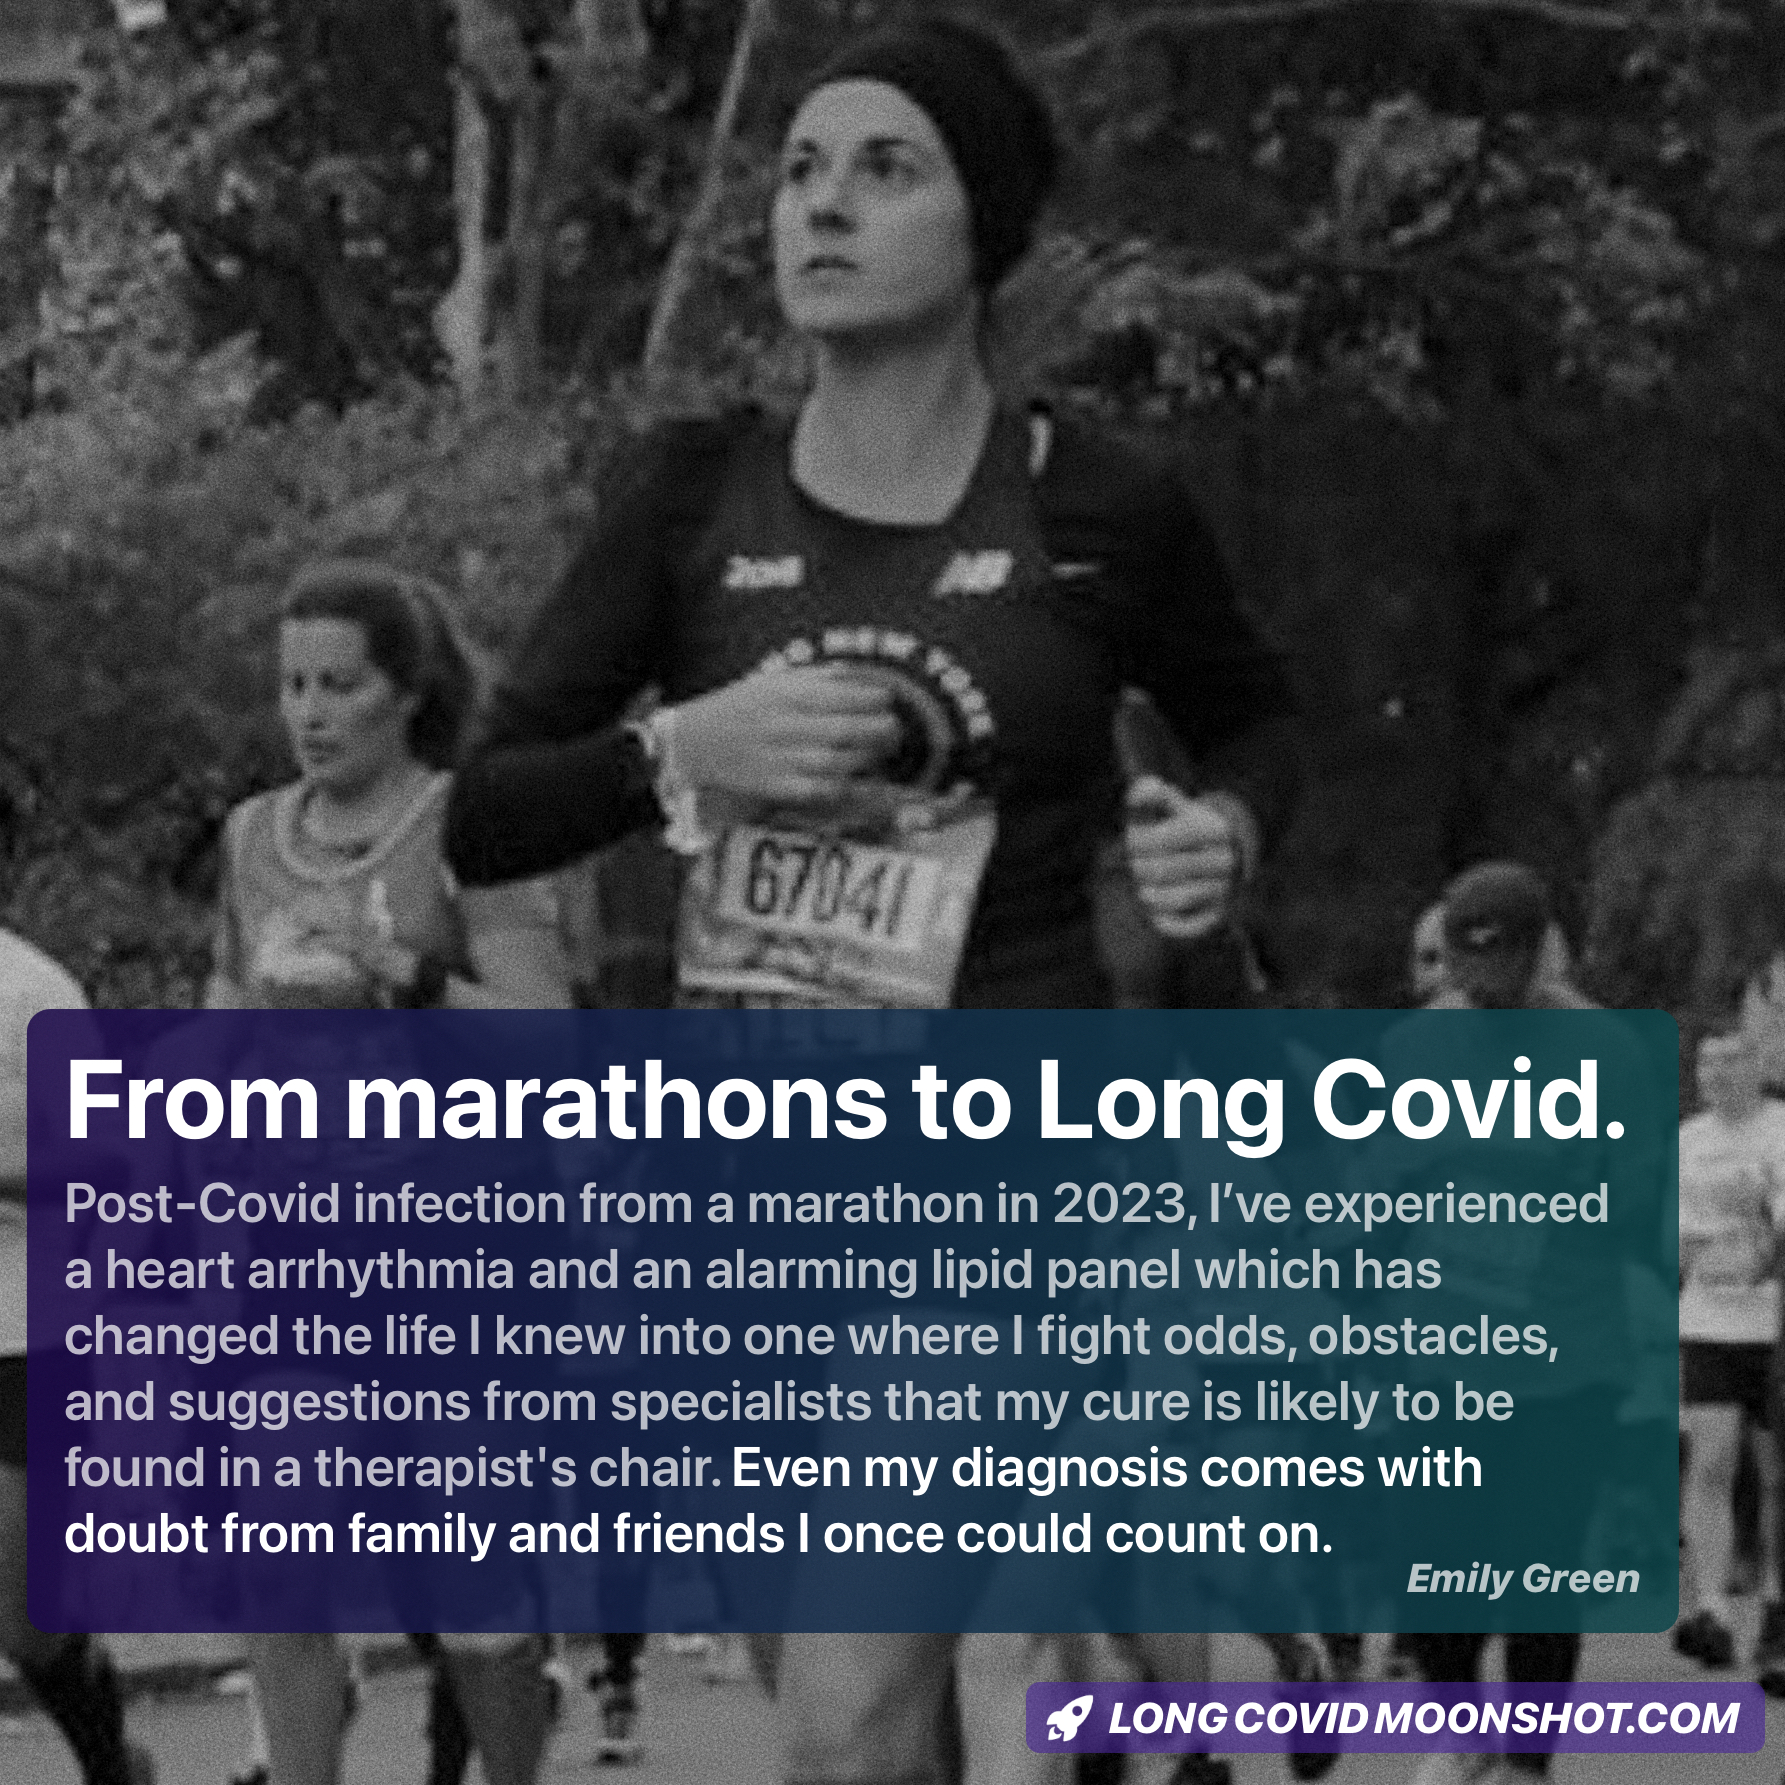 67041
From marathons to Long Covid.
Post-Covid infection from a marathon in 2023, I’ve experienced
a heart arrhythmia and an alarming lipid panel which has
changed the life I knew into one where I fight odds, obstacles,
and suggestions from specialists that my cure is likely to be
found in a therapist's chair. Even my diagnosis comes with
doubt from family and friends I once could count on.
Emily Green
LONG COVID MOONSHOT.COM